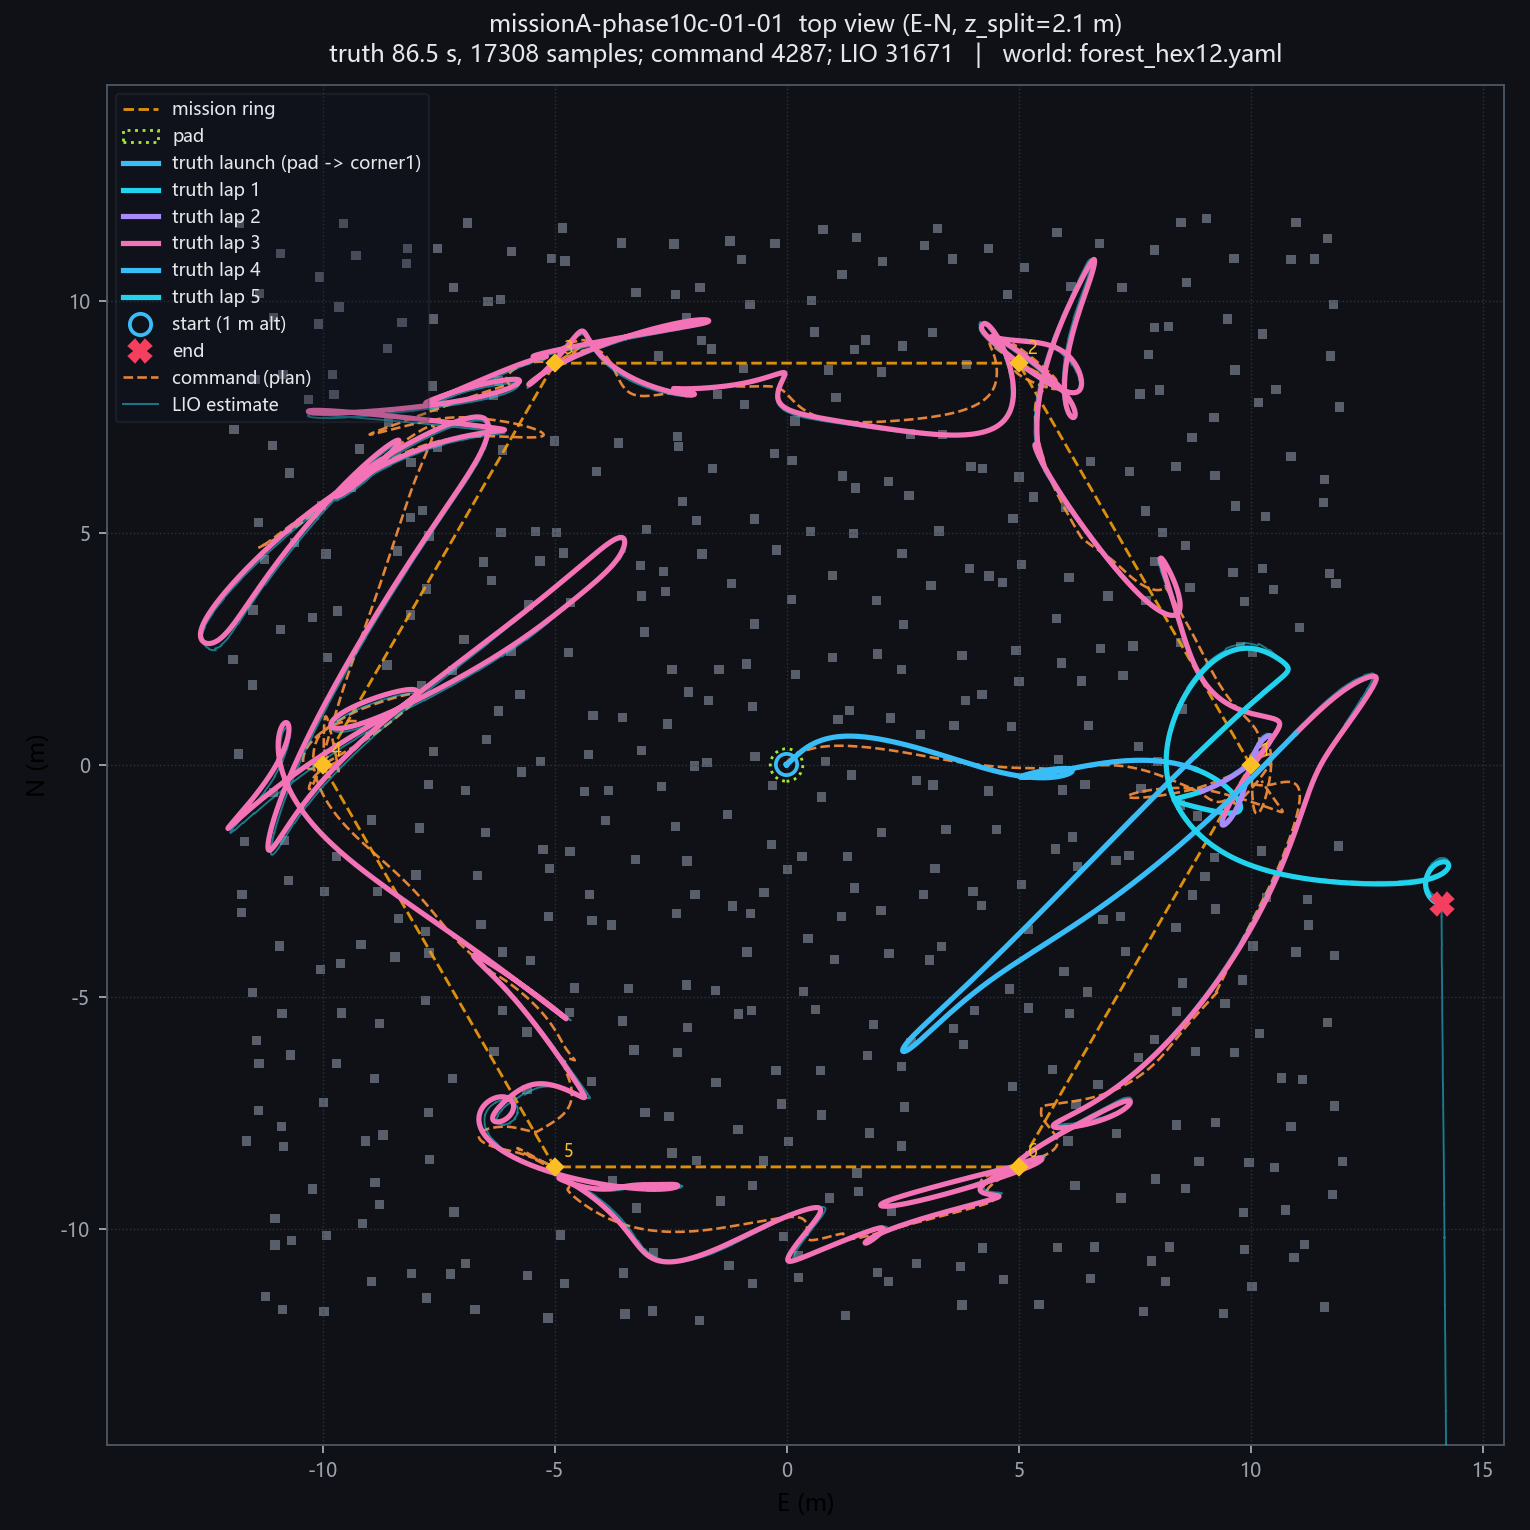 missionA-phase10c-01-01  top view (E-N, z_split=2.1 m)
truth 86.5 s, 17308 samples; command 4287; LIO 31671   |   world: forest_hex12.yaml
mission ring
pad
truth launch (pad -> corner1)
truth lap 1
truth lap 2
truth lap 3
truth lap 4
truth lap 5
start (1 m alt)
end
command (plan)
LIO estimate
3
2
4
1
5
6
10
5
0
-5
-10
N (m)
-10
-5
0
5
10
15
E (m)